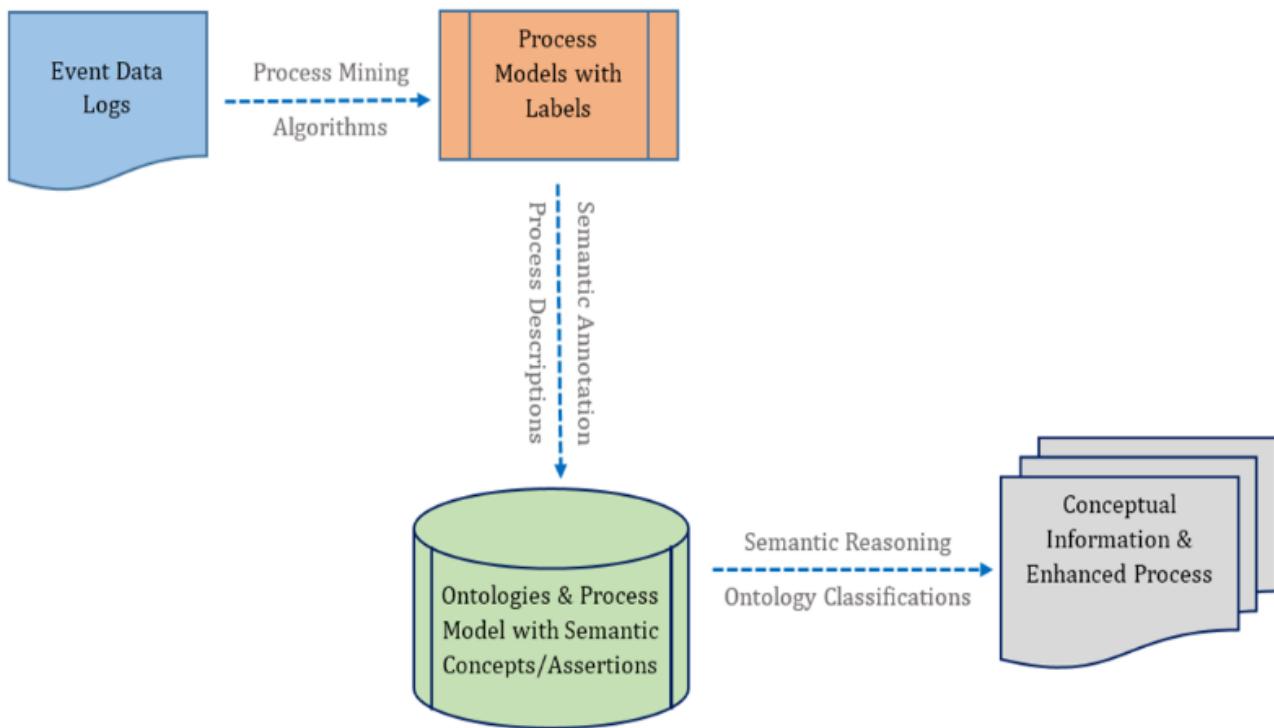 Event Data
Logs
Process Mining
Algorithms
Process
Models with
Labels
Semantic Annotation
Process Descriptions
Ontologies & Process
Model with Semantic
Concepts/Assertions
Semantic Reasoning
Ontology Classifications
Conceptual
Information &
Enhanced Process